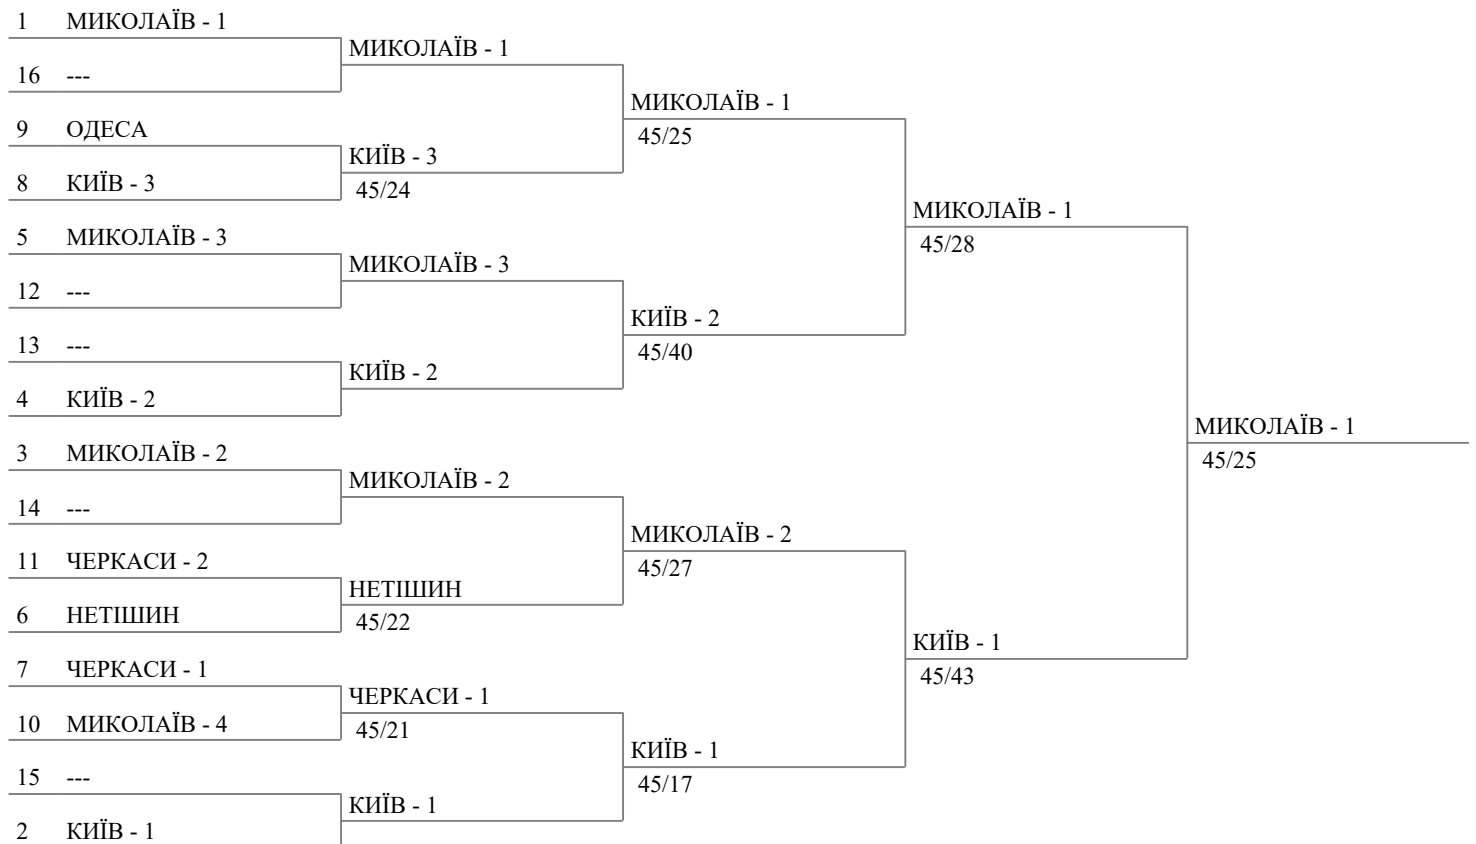 1 МИКОЛАЇВ - 1
МИКОЛАЇВ - 1
16 ---
МИКОЛАЇВ - 1
45/25
9 ОДЕСА
КИЇВ - 3
45/24
8 КИЇВ - 3
МИКОЛАЇВ - 1
45/28
5 МИКОЛАЇВ - 3
МИКОЛАЇВ - 3
12 ---
КИЇВ - 2
45/40
13 ---
КИЇВ - 2
4 КИЇВ - 2
МИКОЛАЇВ - 1
45/25
3 МИКОЛАЇВ - 2
МИКОЛАЇВ - 2
14 ---
МИКОЛАЇВ - 2
45/27
11 ЧЕРКАСИ - 2
НЕТІШИН
45/22
6 НЕТІШИН
КИЇВ - 1
45/43
7 ЧЕРКАСИ - 1
ЧЕРКАСИ - 1
45/21
10 МИКОЛАЇВ - 4
КИЇВ - 1
45/17
15 ---
КИЇВ - 1
2 КИЇВ - 1